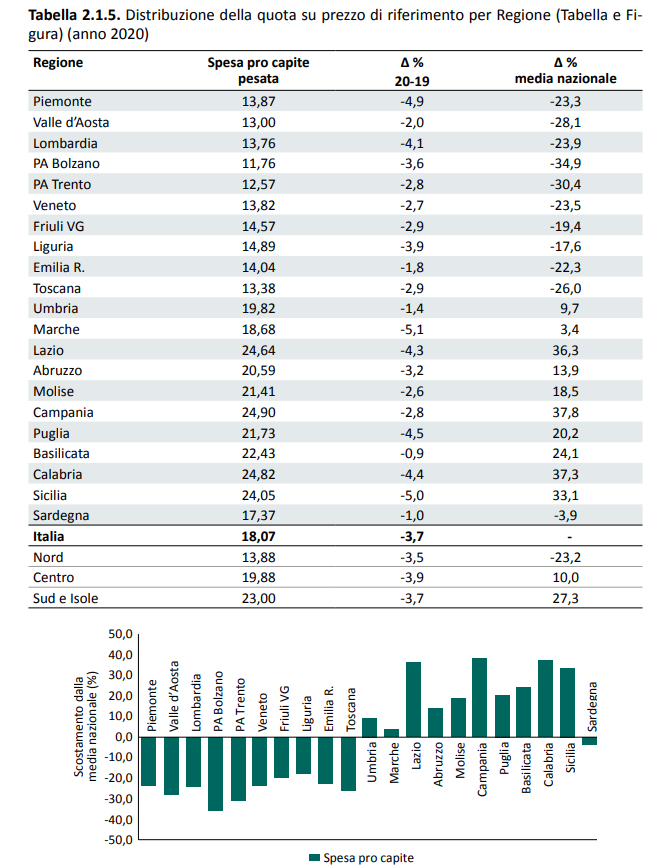 Tabella 2.1.5. Distribuzione della quota su prezzo di riferimento per Regione (Tabella e Fi-
gura) (anno 2020)
Regione Spesa pro capite pesata Δ % 20-19 Δ % media nazionale
Piemonte 13,87 -4,9 -23,3
Valle d’Aosta 13,00 -2,0 -28,1
Lombardia 13,76 -4,1 -23,9
PA Bolzano 11,76 -3,6 -34,9
PA Trento 12,57 -2,8 -30,4
Veneto 13,82 -2,7 -23,5
Friuli VG 14,57 -2,9 -19,4
Liguria 14,89 -3,9 -17,6
Emilia R. 14,04 -1,8 -22,3
Toscana 13,38 -2,9 -26,0
Umbria 19,82 -1,4 9,7
Marche 18,68 -5,1 3,4
Lazio 24,64 -4,3 36,3
Abruzzo 20,59 -3,2 13,9
Molise 21,41 -2,6 18,5
Campania 24,90 -2,8 37,8
Puglia 21,73 -4,5 20,2
Basilicata 22,43 -0,9 24,1
Calabria 24,82 -4,4 37,3
Sicilia 24,05 -5,0 33,1
Sardegna 17,37 -1,0 -3,9
Italia 18,07 -3,7 -
Nord 13,88 -3,5 -23,2
Centro 19,88 -3,9 10,0
Sud e Isole 23,00 -3,7 27,3
Scostamento dalla
media nazionale (%)
50,0
40,0
30,0
20,0
10,0
0,0
-10,0
-20,0
-30,0
-40,0
-50,0
Piemonte
Valle d’Aosta
Lombardia
PA Bolzano
PA Trento
Veneto
Friuli VG
Liguria
Emilia R.
Toscana
Umbria
Marche
Lazio
Abruzzo
Molise
Campania
Puglia
Basilicata
Calabria
Sicilia
Sardegna
Spesa pro capite